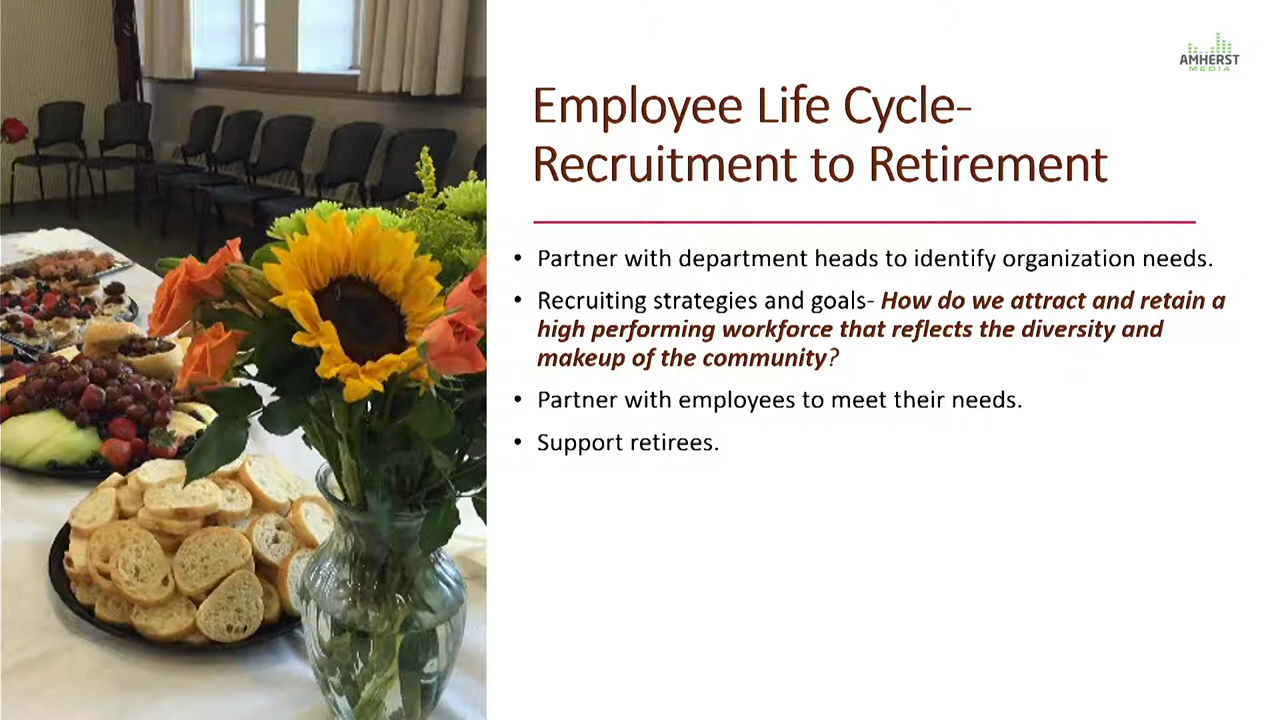 AMHERST
MEDIA
Employee Life Cycle-
Recruitment to Retirement
• Partner with department heads to identify organization needs.
• Recruiting strategies and goals- How do we attract and retain a
high performing workforce that reflects the diversity and
makeup of the community?
• Partner with employees to meet their needs.
• Support retirees.